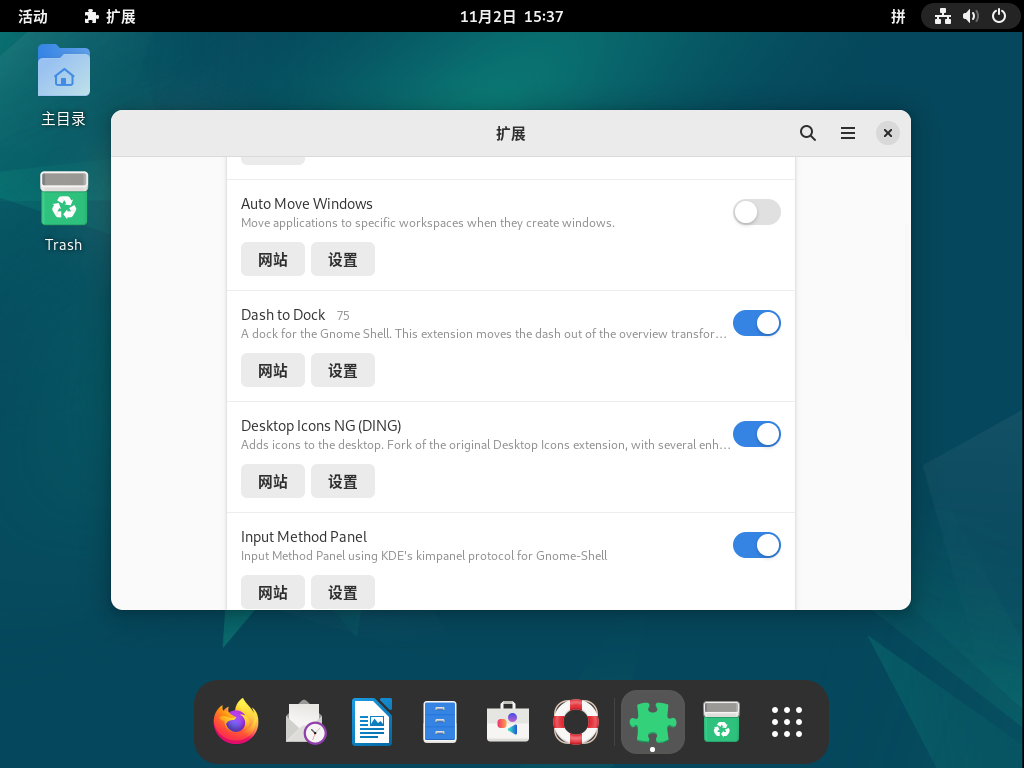 活动
扩展
11月2日 15:37
拼
主目录
Trash
扩展
Auto Move Windows
Move applications to specific workspaces when they create windows.
网站
设置
Dash to Dock 75
A dock for the Gnome Shell. This extension moves the dash out of the overview transfor…
网站
设置
Desktop Icons NG (DING)
Adds icons to the desktop. Fork of the original Desktop Icons extension, with several enh…
网站
设置
Input Method Panel
Input Method Panel using KDE's kimpanel protocol for Gnome-Shell
网站
设置